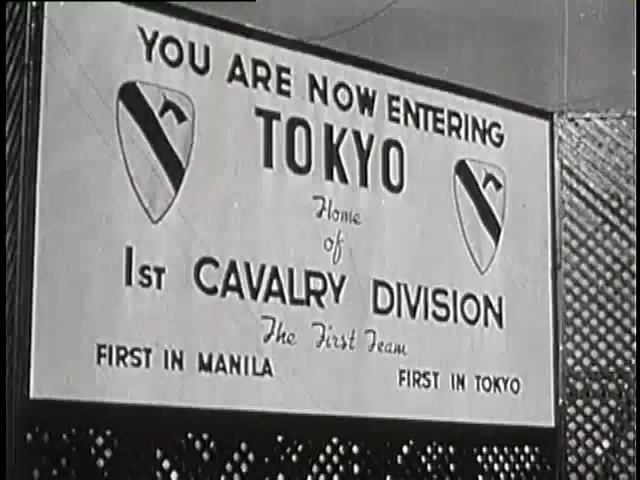 YOU ARE NOW ENTERING
TOKYO
Home
of
1ST CAVALRY DIVISION
The First Team
FIRST IN MANILA
FIRST IN TOKYO